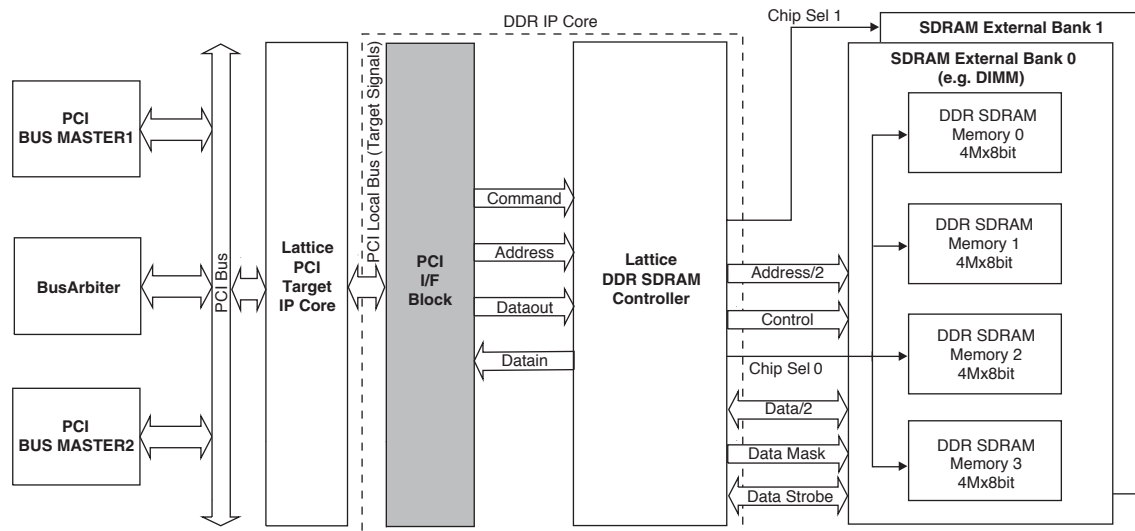 DDR IP Core
Chip Sel 1
SDRAM External Bank 1
SDRAM External Bank 0
(e.g. DIMM)
PCI
BUS MASTER1
BusArbiter
PCI
BUS MASTER2
PCI Bus
Lattice
PCI
Target
IP Core
PCI Local Bus (Target Signals)
PCI
I/F
Block
Command
Address
Dataout
Datain
Lattice
DDR SDRAM
Controller
Address/2
Control
Chip Sel 0
Data/2
Data Mask
Data Strobe
DDR SDRAM
Memory 0
4Mx8bit
DDR SDRAM
Memory 1
4Mx8bit
DDR SDRAM
Memory 2
4Mx8bit
DDR SDRAM
Memory 3
4Mx8bit